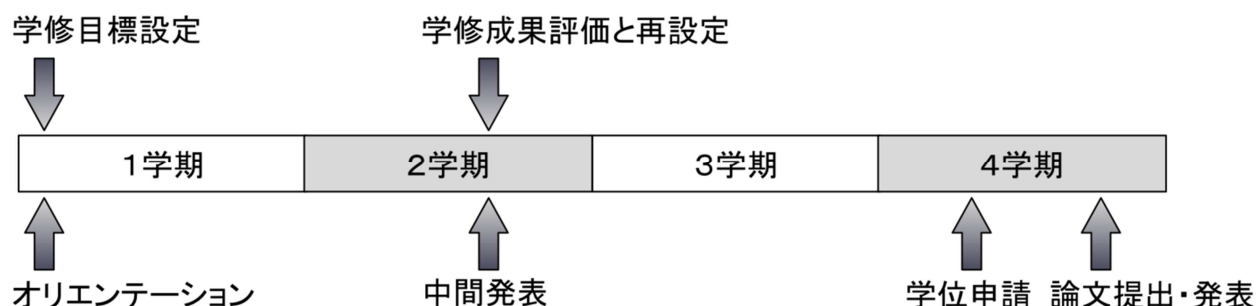 学修目標設定 学修成果評価と再設定
1学期 2学期 3学期 4学期
オリエンテーション 中間発表 学位申請 論文提出・発表